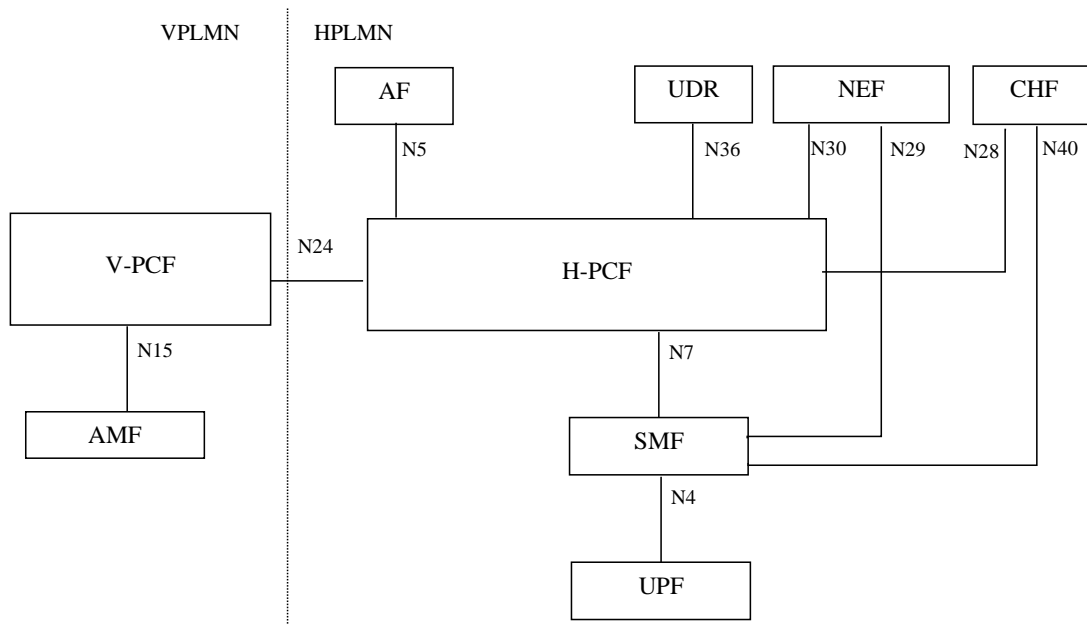 VPLMN HPLMN
AF UDR NEF CHF
N5 N36 N30 N29 N28 N40
N24
V-PCF H-PCF
N15 N7
AMF SMF
N4
UPF